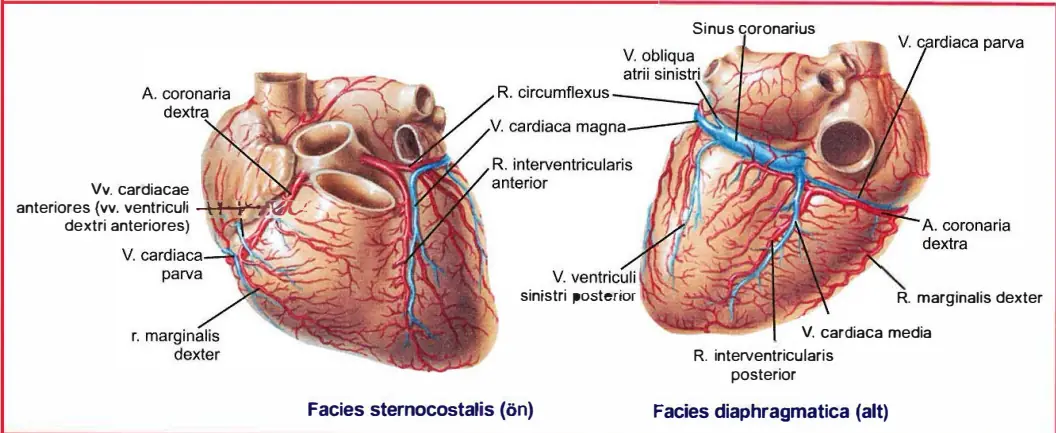 A. coronaria
dextra
Vv. cardiacae
anteriores (vv. ventriculi
dextri anteriores)
V. cardiaca
parva
r. marginalis
dexter
R. circumflexus
V. cardiaca magna
R. interventricularis
anterior
Facies sternocostalis (ön)
Sinus coronarius
V. obliqua
atrii sinistri
V. cardiaca parva
A. coronaria
dextra
R. marginalis dexter
V. cardiaca media
R. interventricularis
posterior
V. ventriculi
sinistri posterior
Facies diaphragmatica (alt)